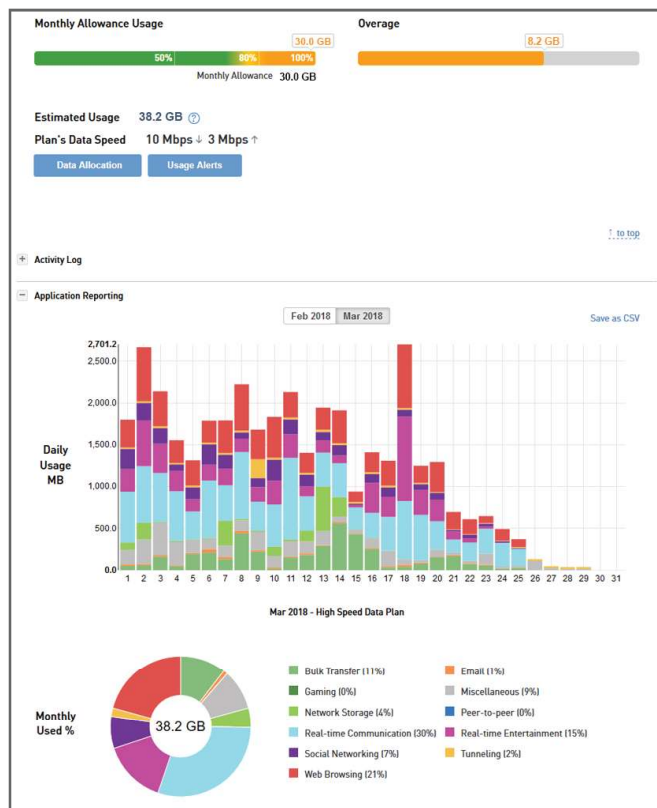 Monthly Allowance Usage
Overage
30.0 GB
8.2 GB
50%
80%
100%
Monthly Allowance 30.0 GB
Estimated Usage 38.2 GB ?
Plan's Data Speed 10 Mbps ↓ 3 Mbps ↑
Data Allocation
Usage Alerts
↑ to top
+ Activity Log
− Application Reporting
Feb 2018
Mar 2018
Save as CSV
2,701.2
2,500.0
2,000.0
1,500.0
1,000.0
500.0
0.0
Daily
Usage
MB
1 2 3 4 5 6 7 8 9 10 11 12 13 14 15 16 17 18 19 20 21 22 23 24 25 26 27 28 29 30 31
Mar 2018 - High Speed Data Plan
Monthly
Used %
38.2 GB
Bulk Transfer (11%)
Email (1%)
Gaming (0%)
Miscellaneous (9%)
Network Storage (4%)
Peer-to-peer (0%)
Real-time Communication (30%)
Real-time Entertainment (15%)
Social Networking (7%)
Tunneling (2%)
Web Browsing (21%)